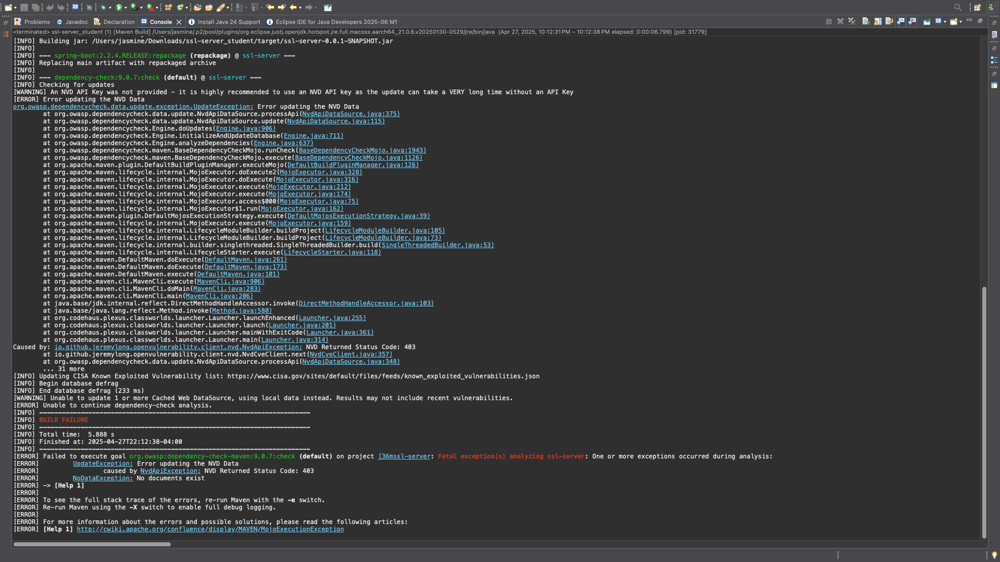 Problems Javadoc Declaration Console Install Java 24 Support Eclipse IDE for Java Developers 2025-06 M1
<terminated> ssl-server_student (1) [Maven Build] /Users/jasmine/.p2/pool/plugins/org.eclipse.justj.openjdk.hotspot.jre.full.macosx.aarch64_21.0.6.v20250130-0529/jre/bin/java (Apr 27, 2025, 10:12:31 PM – 10:12:38 PM elapsed: 0:00:06.799) [pid: 31779]
[INFO] Building jar: /Users/jasmine/Downloads/ssl-server_student/target/ssl-server-0.0.1-SNAPSHOT.jar
[INFO]
[INFO] --- spring-boot:2.2.4.RELEASE:repackage (repackage) @ ssl-server ---
[INFO] Replacing main artifact with repackaged archive
[INFO]
[INFO] --- dependency-check:9.0.7:check (default) @ ssl-server ---
[INFO] Checking for updates
[WARNING] An NVD API Key was not provided - it is highly recommended to use an NVD API key as the update can take a VERY long time without an API Key
[ERROR] Error updating the NVD Data
org.owasp.dependencycheck.data.update.exception.UpdateException: Error updating the NVD Data
at org.owasp.dependencycheck.data.update.NvdApiDataSource.processApi(NvdApiDataSource.java:375)
at org.owasp.dependencycheck.data.update.NvdApiDataSource.update(NvdApiDataSource.java:115)
at org.owasp.dependencycheck.Engine.doUpdates(Engine.java:906)
at org.owasp.dependencycheck.Engine.initializeAndUpdateDatabase(Engine.java:711)
at org.owasp.dependencycheck.Engine.analyzeDependencies(Engine.java:637)
at org.owasp.dependencycheck.maven.BaseDependencyCheckMojo.runCheck(BaseDependencyCheckMojo.java:1943)
at org.owasp.dependencycheck.maven.BaseDependencyCheckMojo.execute(BaseDependencyCheckMojo.java:1126)
at org.apache.maven.plugin.DefaultBuildPluginManager.executeMojo(DefaultBuildPluginManager.java:126)
at org.apache.maven.lifecycle.internal.MojoExecutor.doExecute2(MojoExecutor.java:328)
at org.apache.maven.lifecycle.internal.MojoExecutor.doExecute(MojoExecutor.java:316)
at org.apache.maven.lifecycle.internal.MojoExecutor.execute(MojoExecutor.java:212)
at org.apache.maven.lifecycle.internal.MojoExecutor.execute(MojoExecutor.java:174)
at org.apache.maven.lifecycle.internal.MojoExecutor.access$000(MojoExecutor.java:75)
at org.apache.maven.lifecycle.internal.MojoExecutor$1.run(MojoExecutor.java:162)
at org.apache.maven.plugin.DefaultMojosExecutionStrategy.execute(DefaultMojosExecutionStrategy.java:39)
at org.apache.maven.lifecycle.internal.MojoExecutor.execute(MojoExecutor.java:159)
at org.apache.maven.lifecycle.internal.LifecycleModuleBuilder.buildProject(LifecycleModuleBuilder.java:105)
at org.apache.maven.lifecycle.internal.LifecycleModuleBuilder.buildProject(LifecycleModuleBuilder.java:73)
at org.apache.maven.lifecycle.internal.builder.singlethreaded.SingleThreadedBuilder.build(SingleThreadedBuilder.java:53)
at org.apache.maven.lifecycle.internal.LifecycleStarter.execute(LifecycleStarter.java:118)
at org.apache.maven.DefaultMaven.doExecute(DefaultMaven.java:261)
at org.apache.maven.DefaultMaven.doExecute(DefaultMaven.java:173)
at org.apache.maven.DefaultMaven.execute(DefaultMaven.java:101)
at org.apache.maven.cli.MavenCli.execute(MavenCli.java:906)
at org.apache.maven.cli.MavenCli.doMain(MavenCli.java:283)
at org.apache.maven.cli.MavenCli.main(MavenCli.java:206)
at java.base/jdk.internal.reflect.DirectMethodHandleAccessor.invoke(DirectMethodHandleAccessor.java:103)
at java.base/java.lang.reflect.Method.invoke(Method.java:580)
at org.codehaus.plexus.classworlds.launcher.Launcher.launchEnhanced(Launcher.java:255)
at org.codehaus.plexus.classworlds.launcher.Launcher.launch(Launcher.java:201)
at org.codehaus.plexus.classworlds.launcher.Launcher.mainWithExitCode(Launcher.java:361)
at org.codehaus.plexus.classworlds.launcher.Launcher.main(Launcher.java:314)
Caused by: io.github.jeremylong.openvulnerability.client.nvd.NvdApiException: NVD Returned Status Code: 403
at io.github.jeremylong.openvulnerability.client.nvd.NvdCveClient.next(NvdCveClient.java:357)
at org.owasp.dependencycheck.data.update.NvdApiDataSource.processApi(NvdApiDataSource.java:348)
... 31 more
[INFO] Updating CISA Known Exploited Vulnerability list: https://www.cisa.gov/sites/default/files/feeds/known_exploited_vulnerabilities.json
[INFO] Begin database defrag
[INFO] End database defrag (233 ms)
[WARNING] Unable to update 1 or more Cached Web DataSource, using local data instead. Results may not include recent vulnerabilities.
[ERROR] Unable to continue dependency-check analysis.
[INFO] ------------------------------------------------------------------------
[INFO] BUILD FAILURE
[INFO] ------------------------------------------------------------------------
[INFO] Total time:  5.888 s
[INFO] Finished at: 2025-04-27T22:12:38-04:00
[INFO] ------------------------------------------------------------------------
[ERROR] Failed to execute goal org.owasp:dependency-check-maven:9.0.7:check (default) on project [36mssl-server: Fatal exception(s) analyzing ssl-server: One or more exceptions occurred during analysis:
[ERROR] UpdateException: Error updating the NVD Data
[ERROR] caused by NvdApiException: NVD Returned Status Code: 403
[ERROR] NoDataException: No documents exist
[ERROR] -> [Help 1]
[ERROR]
[ERROR] To see the full stack trace of the errors, re-run Maven with the -e switch.
[ERROR] Re-run Maven using the -X switch to enable full debug logging.
[ERROR]
[ERROR] For more information about the errors and possible solutions, please read the following articles:
[ERROR] [Help 1] http://cwiki.apache.org/confluence/display/MAVEN/MojoExecutionException